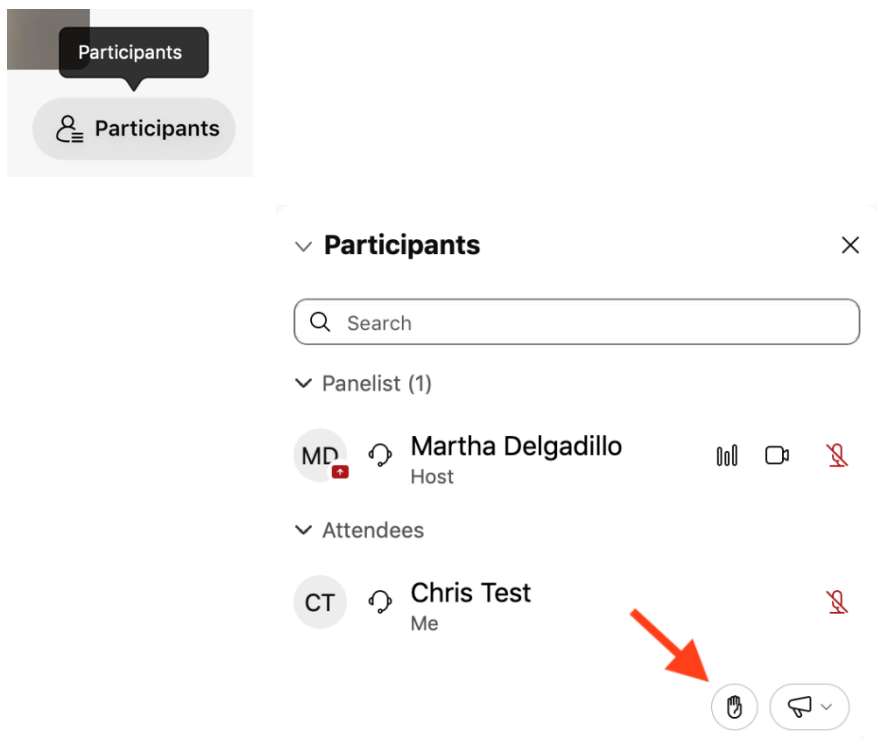 Participants
Participants
Participants
Search
Panelist (1)
MD
Martha Delgadillo
Host
Attendees
CT
Chris Test
Me